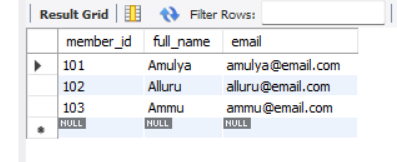 Result Grid Filter Rows:
member_id full_name email
101 Amulya amulya@email.com
102 Alluru alluru@email.com
103 Ammu ammu@email.com
NULL NULL NULL